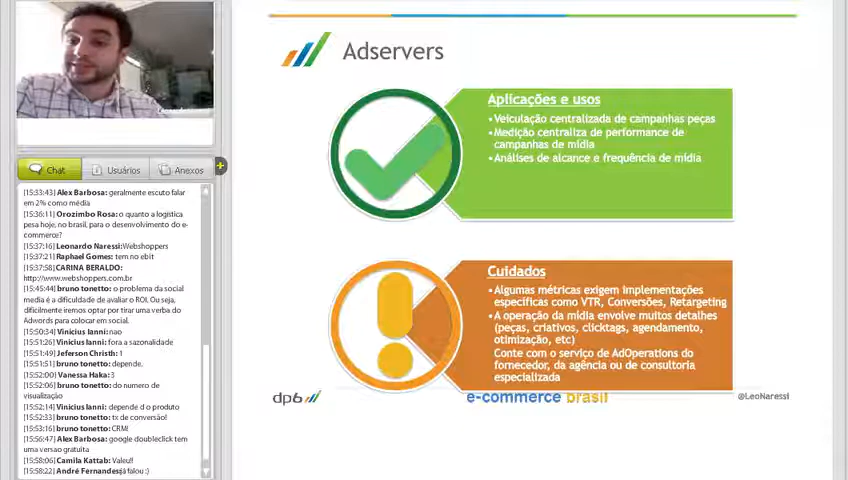 Chat
Usuários
Anexos
[15:33:43] Alex Barbosa: geralmente escuto falar
em 2% como média
[15:36:11] Orozimbo Rosa: o quanto a logística
pesa hoje, no brasil, para o desenvolvimento do e-
commerce?
[15:37:16] Leonardo Naressi:Webshoppers
[15:37:21] Raphael Gomes: tem no ebit
[15:37:58] CARINA BERALDO:
http://www.webshoppers.com.br
[15:45:44] bruno tonetto: o problema da social
media é a dificuldade de avaliar o ROI. Ou seja,
dificilmente iremos optar por tirar uma verba do
Adwords para colocar em social.
[15:50:34] Vinicius Ianni: nao
[15:51:26] Vinicius Ianni: fora a sazonalidade
[15:51:49] Jeferson Christh: 1
[15:51:51] bruno tonetto: depende.
[15:52:00] Vanessa Haka: 3
[15:52:06] bruno tonetto: do numero de
visualização
[15:52:14] Vinicius Ianni: depende d o produto
[15:52:33] bruno tonetto: tx de conversão!
[15:53:16] bruno tonetto: CRM!
[15:56:47] Alex Barbosa: google doubleclick tem
uma versao gratuita
[15:58:06] Camila Kattab: Valeu!!
[15:58:22] André Fernandes:já falou :)
Adservers
Aplicações e usos
•Veiculação centralizada de campanhas peças
•Medição centraliza de performance de
campanhas de mídia
•Análises de alcance e frequência de mídia
Cuidados
•Algumas métricas exigem implementações
específicas como VTR, Conversões, Retargeting
•A operação da mídia envolve muitos detalhes
(peças, criativos, clicktags, agendamento,
otimização, etc)
Conte com o serviço de AdOperations do
fornecedor, da agência ou de consultoria
especializada
dp6
e-commerce brasil
@LeoNaressi